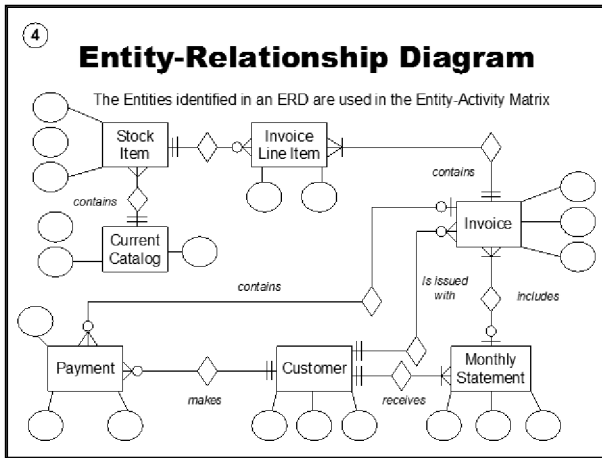 4
Entity-Relationship Diagram
The Entities identified in an ERD are used in the Entity-Activity Matrix
Stock
Item
Invoice
Line Item
contains
contains
Invoice
Current
Catalog
contains
Is issued
with
includes
Payment
makes
Customer
receives
Monthly
Statement